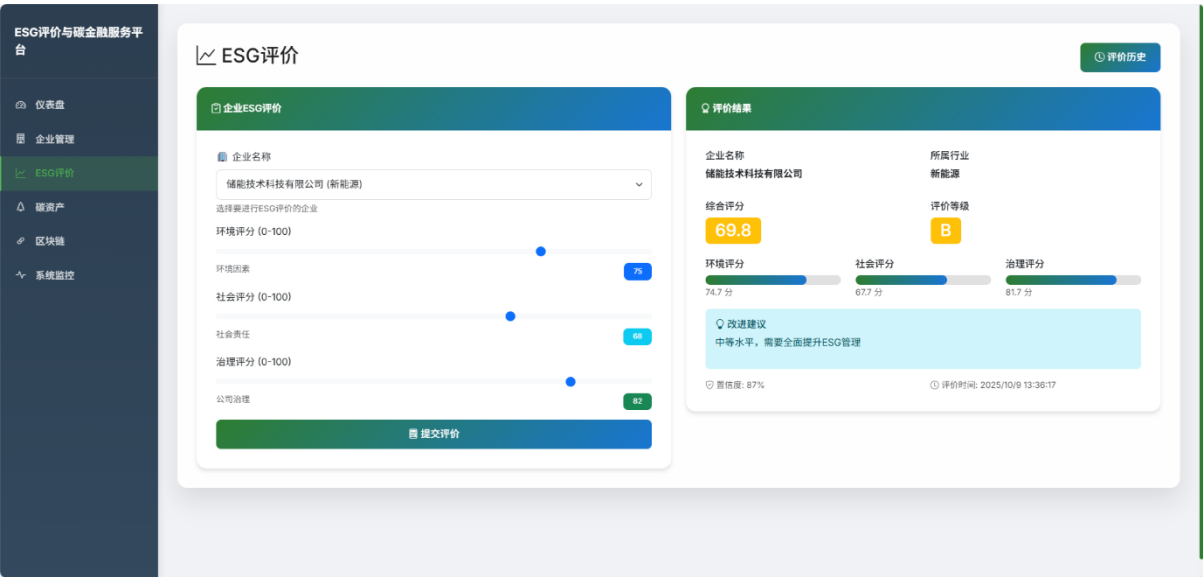 ESG评价与碳金融服务平
台
仪表盘
企业管理
ESG评价
碳资产
区块链
系统监控
ESG评价
评价历史
企业ESG评价
企业名称
储能技术科技有限公司 (新能源)
选择要进行ESG评价的企业
环境评分 (0-100)
环境因素
75
社会评分 (0-100)
社会责任
68
治理评分 (0-100)
公司治理
82
提交评价
评价结果
企业名称
所属行业
储能技术科技有限公司
新能源
综合评分
评价等级
69.8
B
环境评分
社会评分
治理评分
74.7 分
67.7 分
81.7 分
改进建议
中等水平，需要全面提升ESG管理
置信度: 87%
评价时间: 2025/10/9 13:36:17